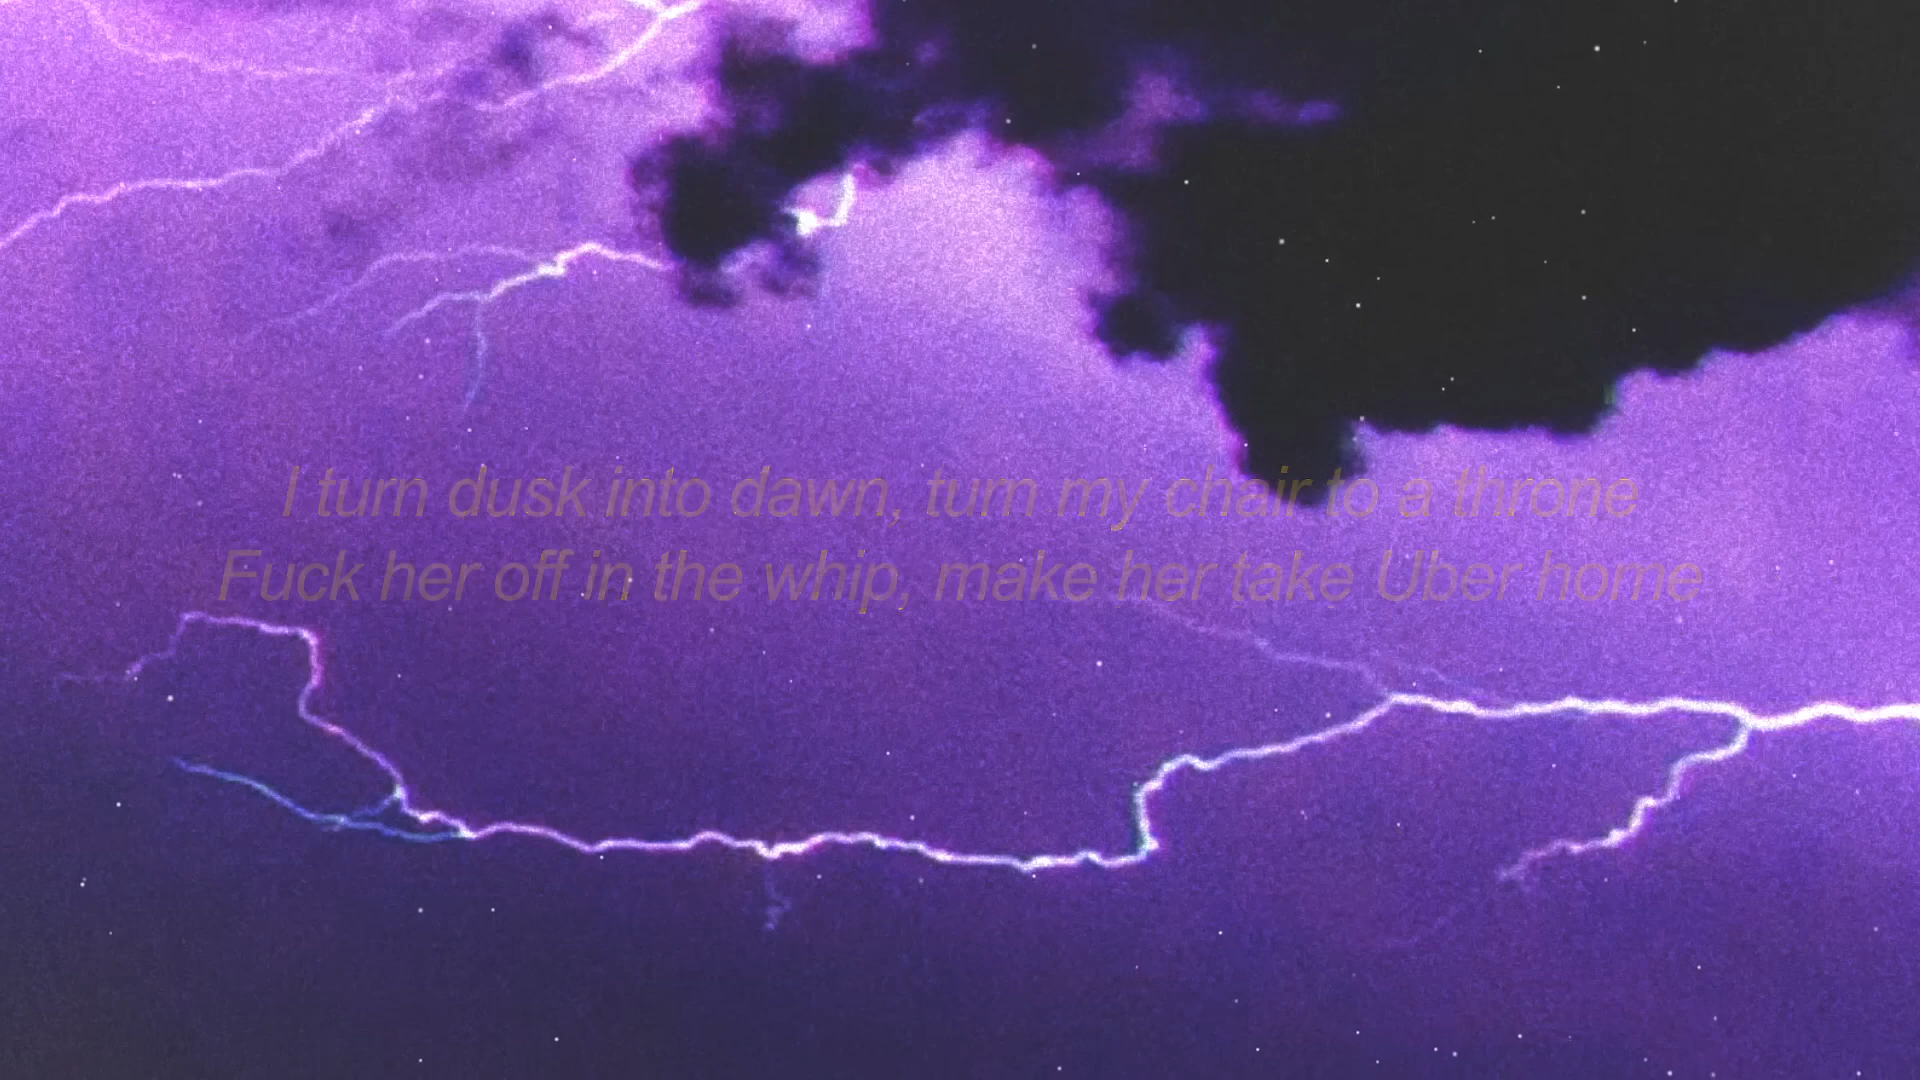 I turn dusk into dawn, turn my chair to a throne
Fuck her off in the whip, make her take Uber home